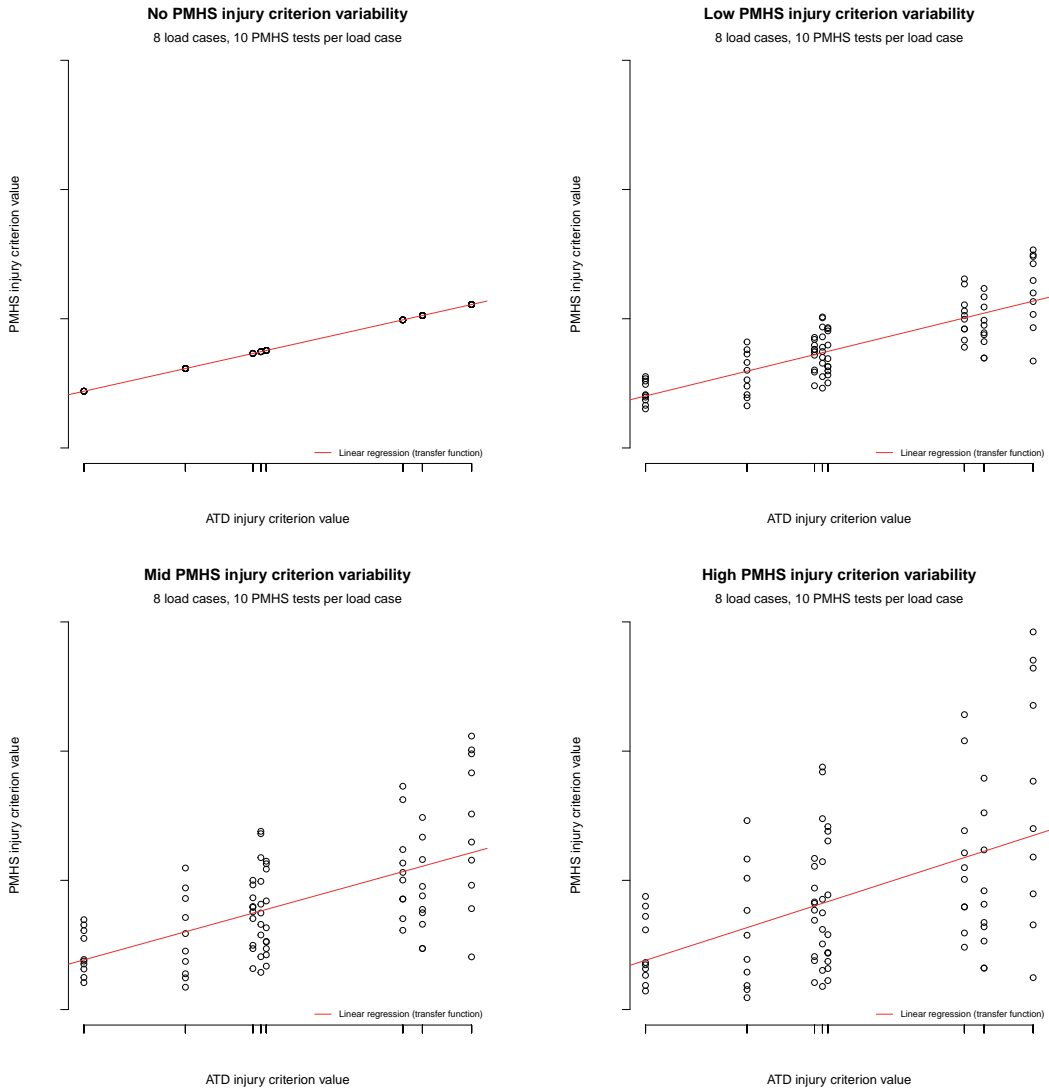 No PMHS injury criterion variability
8 load cases, 10 PMHS tests per load case
PMHS injury criterion value
Linear regression (transfer function)
ATD injury criterion value
Low PMHS injury criterion variability
8 load cases, 10 PMHS tests per load case
PMHS injury criterion value
Linear regression (transfer function)
ATD injury criterion value
Mid PMHS injury criterion variability
8 load cases, 10 PMHS tests per load case
PMHS injury criterion value
Linear regression (transfer function)
ATD injury criterion value
High PMHS injury criterion variability
8 load cases, 10 PMHS tests per load case
PMHS injury criterion value
Linear regression (transfer function)
ATD injury criterion value